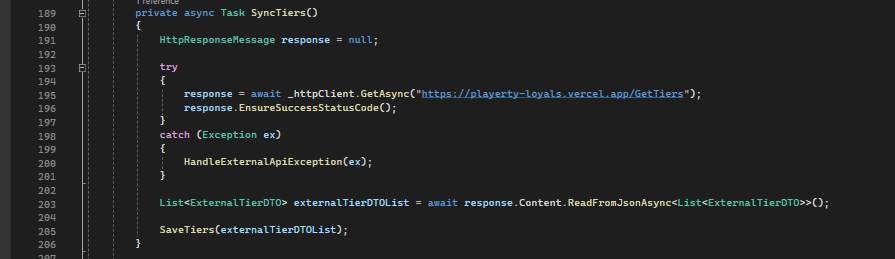 1 reference
189 private async Task SyncTiers()
190 {
191 HttpResponseMessage response = null;
192
193 try
194 {
195 response = await _httpClient.GetAsync("https://playerty-loyals.vercel.app/GetTiers");
196 response.EnsureSuccessStatusCode();
197 }
198 catch (Exception ex)
199 {
200 HandleExternalApiException(ex);
201 }
202
203 List<ExternalTierDTO> externalTierDTOList = await response.Content.ReadFromJsonAsync<List<ExternalTierDTO>>();
204
205 SaveTiers(externalTierDTOList);
206 }
207